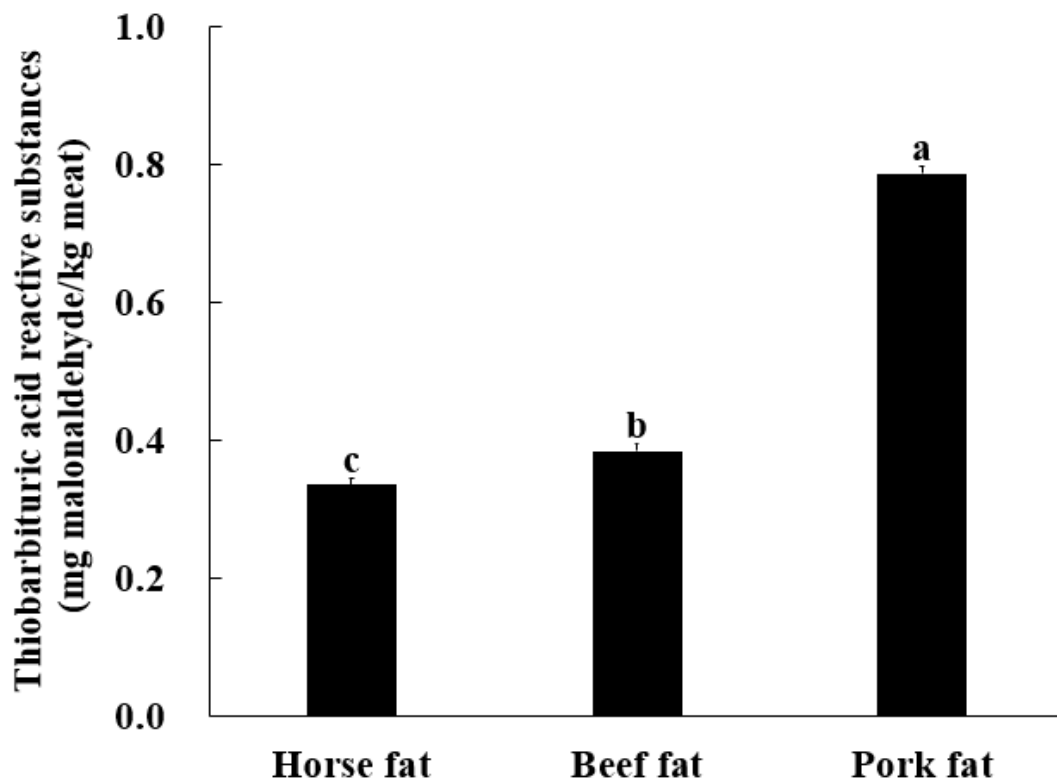 Thiobarbituric acid reactive substances
(mg malonaldehyde/kg meat)
1.0
0.8
0.6
0.4
0.2
0.0
c
b
a
Horse fat
Beef fat
Pork fat